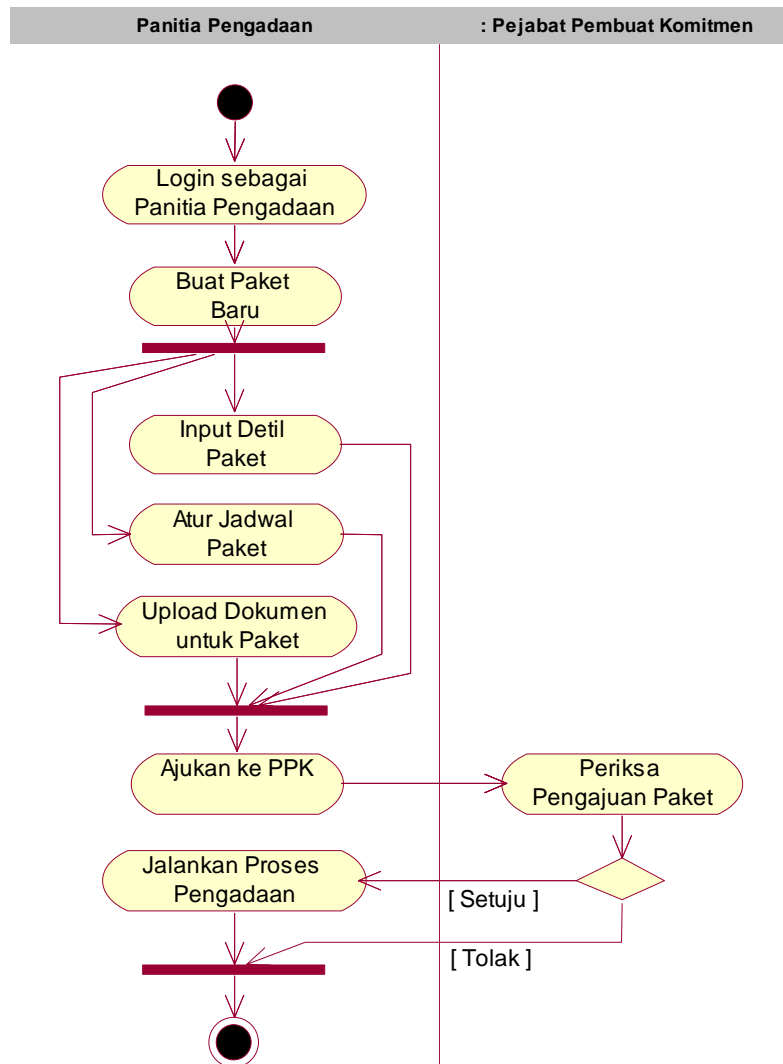 Panitia Pengadaan
: Pejabat Pembuat Komitmen
Login sebagai
Panitia Pengadaan
Buat Paket
Baru
Input Detil
Paket
Atur Jadwal
Paket
Upload Dokumen
untuk Paket
Ajukan ke PPK
Periksa
Pengajuan Paket
Jalankan Proses
Pengadaan
[ Setuju ]
[ Tolak ]